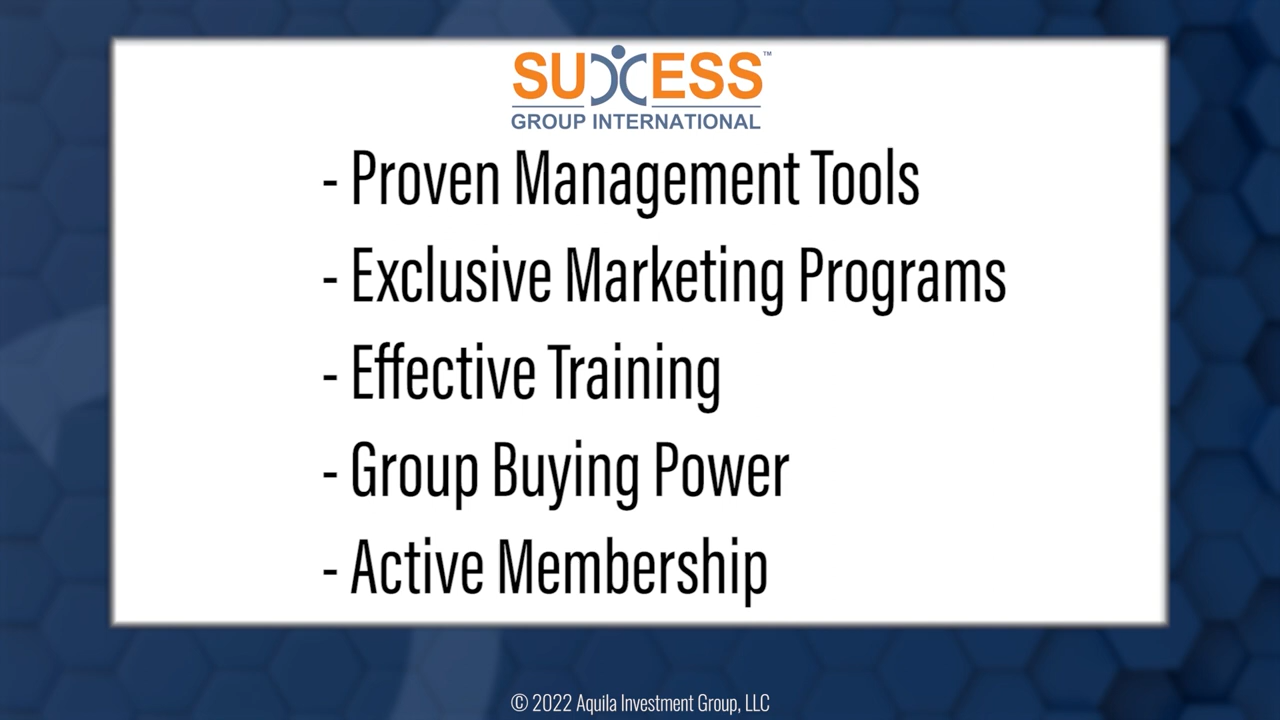 SUCCESS™
GROUP INTERNATIONAL
- Proven Management Tools
- Exclusive Marketing Programs
- Effective Training
- Group Buying Power
- Active Membership
© 2022 Aquila Investment Group, LLC